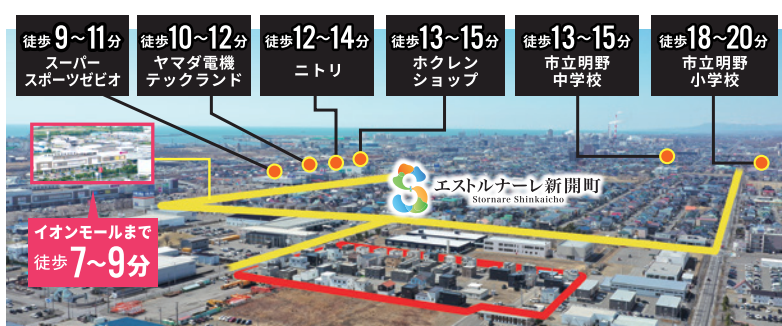 徒歩9〜11分
スーパー
スポーツゼビオ
徒歩10〜12分
ヤマダ電機
テックランド
徒歩12〜14分
ニトリ
徒歩13〜15分
ホクレン
ショップ
徒歩13〜15分
市立明野
中学校
徒歩18〜20分
市立明野
小学校
エストルナーレ新開町
Stornare Shinkaicho
イオンモールまで
徒歩7〜9分